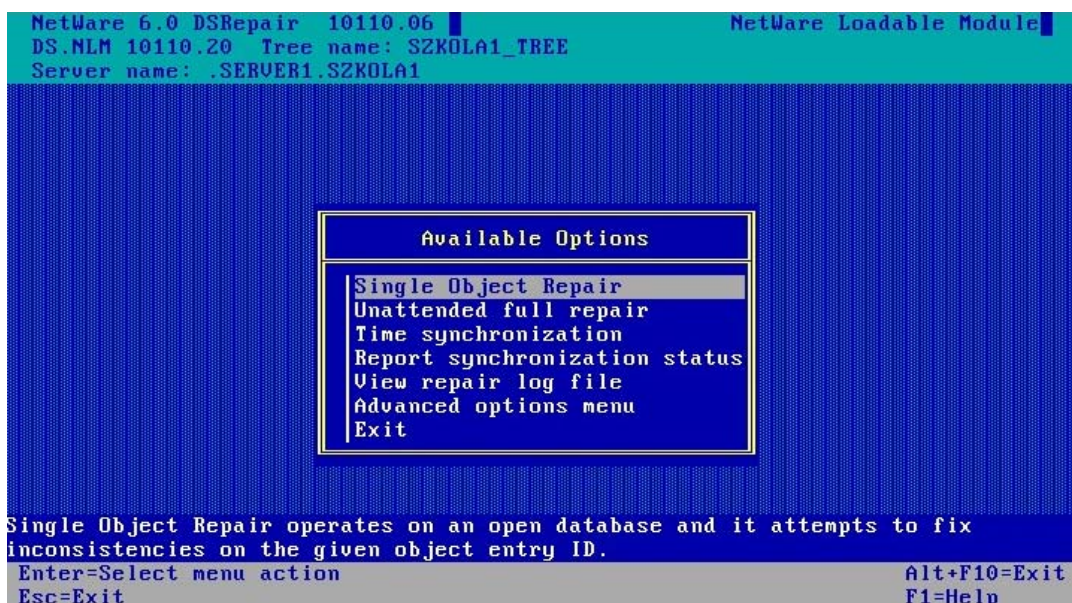 NetWare 6.0 DSRepair 10110.06 NetWare Loadable Module
DS.NLM 10110.20 Tree name: SZKOLA1_TREE
Server name: .SERVER1.SZKOLA1
Available Options
Single Object Repair
Unattended full repair
Time synchronization
Report synchronization status
View repair log file
Advanced options menu
Exit
Single Object Repair operates on an open database and it attempts to fix
inconsistencies on the given object entry ID.
Enter=Select menu action Alt+F10=Exit
Esc=Exit F1=Help